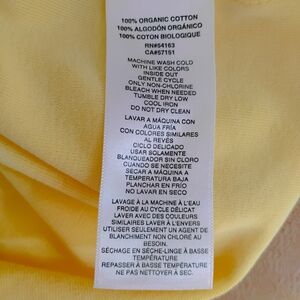 100% ORGANIC COTTON
100% ALGODÓN ORGÁNICO
100% COTON BIOLOGIQUE
RN#54163
CA#57151
MACHINE WASH COLD
WITH LIKE COLORS
INSIDE OUT
GENTLE CYCLE
ONLY NON-CHLORINE
BLEACH WHEN NEEDED
TUMBLE DRY LOW
COOL IRON
DO NOT DRY CLEAN
LAVAR A MÁQUINA CON
AGUA FRÍA
CON COLORES SIMILARES
AL REVÉS
CICLO DELICADO
USAR SOLAMENTE
BLANQUEADOR SIN CLORO
CUANDO SE NECESITE
SECAR A MÁQUINA A
TEMPERATURA BAJA
PLANCHAR EN FRÍO
NO LAVAR EN SECO
LAVAGE À LA MACHINE À L'EAU
FROIDE AU CYCLE DÉLICAT
LAVER AVEC DES COULEURS
SIMILAIRES LAVER À L'ENVERS
UTILISER SEULEMENT UN AGENT DE
BLANCHIMENT NON CHLORÉ AU
BESOIN.
SÉCHAGE EN SÈCHE-LINGE À BASSE
TEMPÉRATURE
REPASSER À BASSE TEMPÉRATURE
NE PAS NETTOYER À SEC.